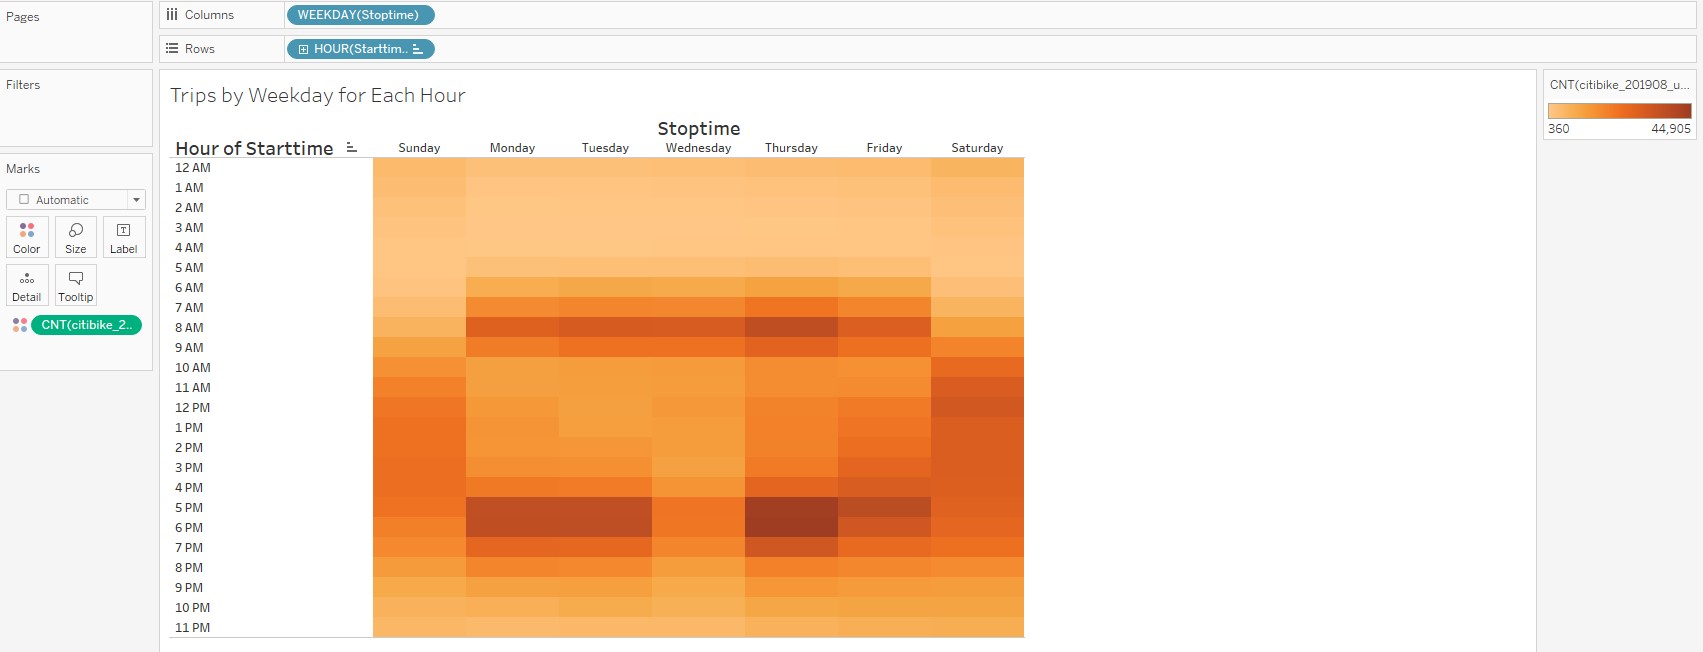 Pages
Columns
WEEKDAY(Stoptime)
Rows
HOUR(Starttim..
Filters
Marks
Automatic
Color
Size
Label
Detail
Tooltip
CNT(citibike_2..
Trips by Weekday for Each Hour
Stoptime
Hour of Starttime
Sunday Monday Tuesday Wednesday Thursday Friday Saturday
12 AM
1 AM
2 AM
3 AM
4 AM
5 AM
6 AM
7 AM
8 AM
9 AM
10 AM
11 AM
12 PM
1 PM
2 PM
3 PM
4 PM
5 PM
6 PM
7 PM
8 PM
9 PM
10 PM
11 PM
CNT(citibike_201908_u...
360 44,905